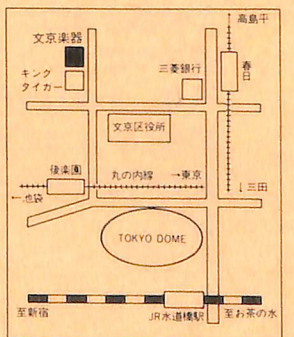 高島平
文京楽器
キング
タイガー
三菱銀行
春日
文京区役所
後楽園
丸の内線 →東京
←池袋
↓三田
TOKYO DOME
至新宿
JR水道橋駅
至お茶の水